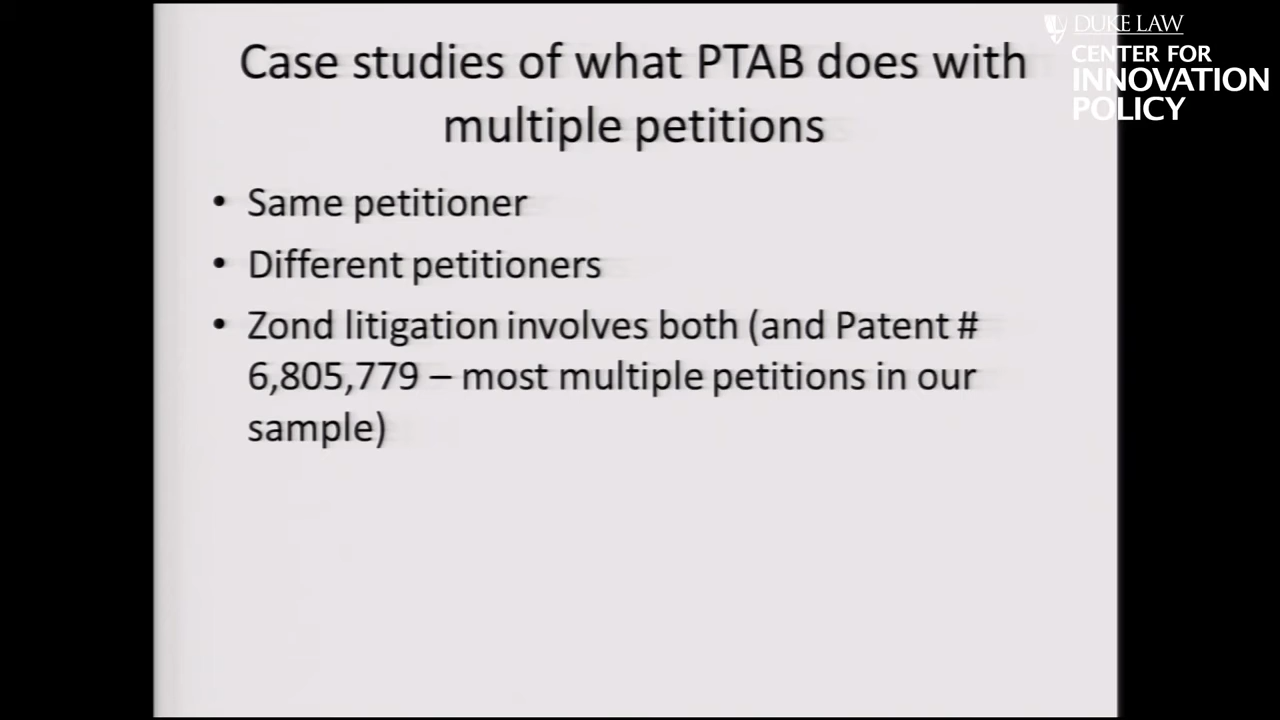 Case studies of what PTAB does with
multiple petitions
• Same petitioner
• Different petitioners
• Zond litigation involves both (and Patent #
6,805,779 – most multiple petitions in our
sample)
DUKE LAW
CENTER FOR
INNOVATION
POLICY